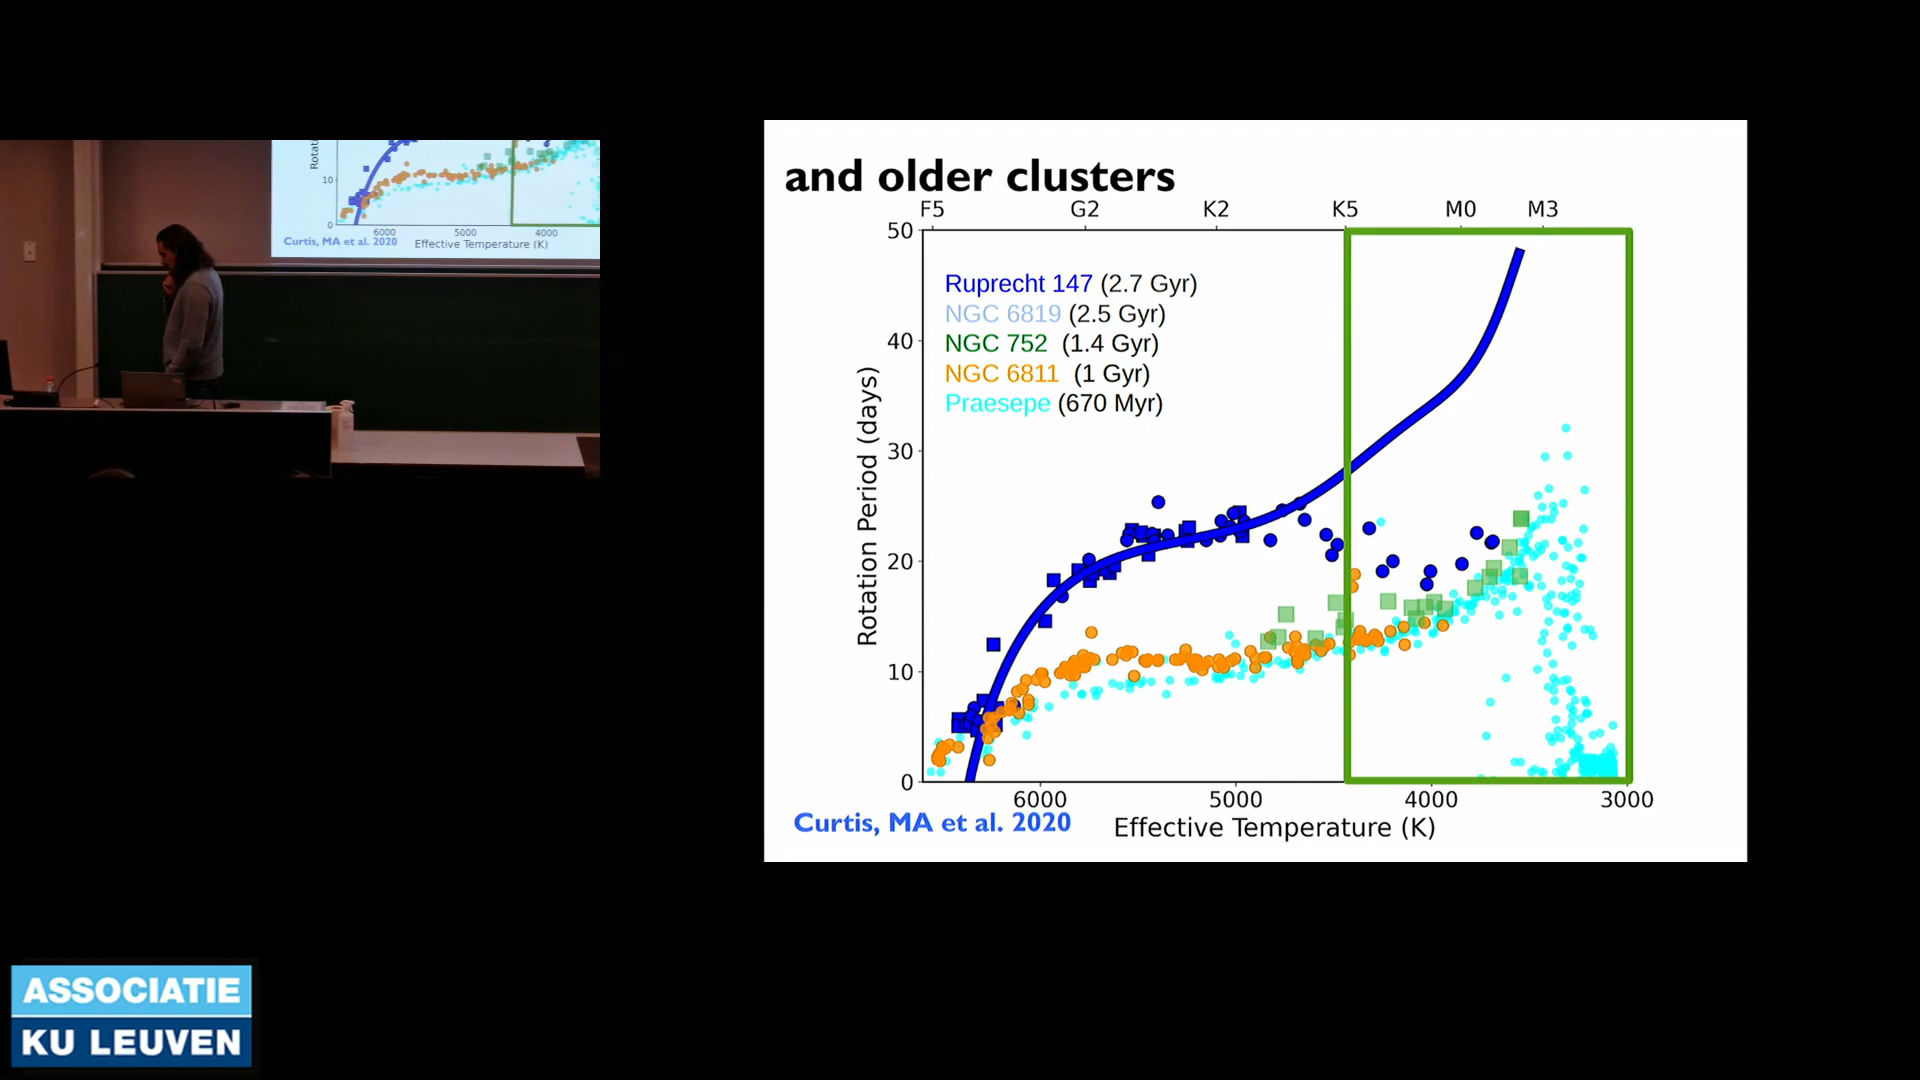 Rotat
10
0
6000 5000 4000
Curtis, MA et al. 2020
Effective Temperature (K)
and older clusters
F5 G2 K2 K5 M0 M3
50
40
30
20
10
0
Rotation Period (days)
Ruprecht 147 (2.7 Gyr)
NGC 6819 (2.5 Gyr)
NGC 752 (1.4 Gyr)
NGC 6811 (1 Gyr)
Praesepe (670 Myr)
6000 5000 4000 3000
Curtis, MA et al. 2020
Effective Temperature (K)
ASSOCIATIE
KU LEUVEN